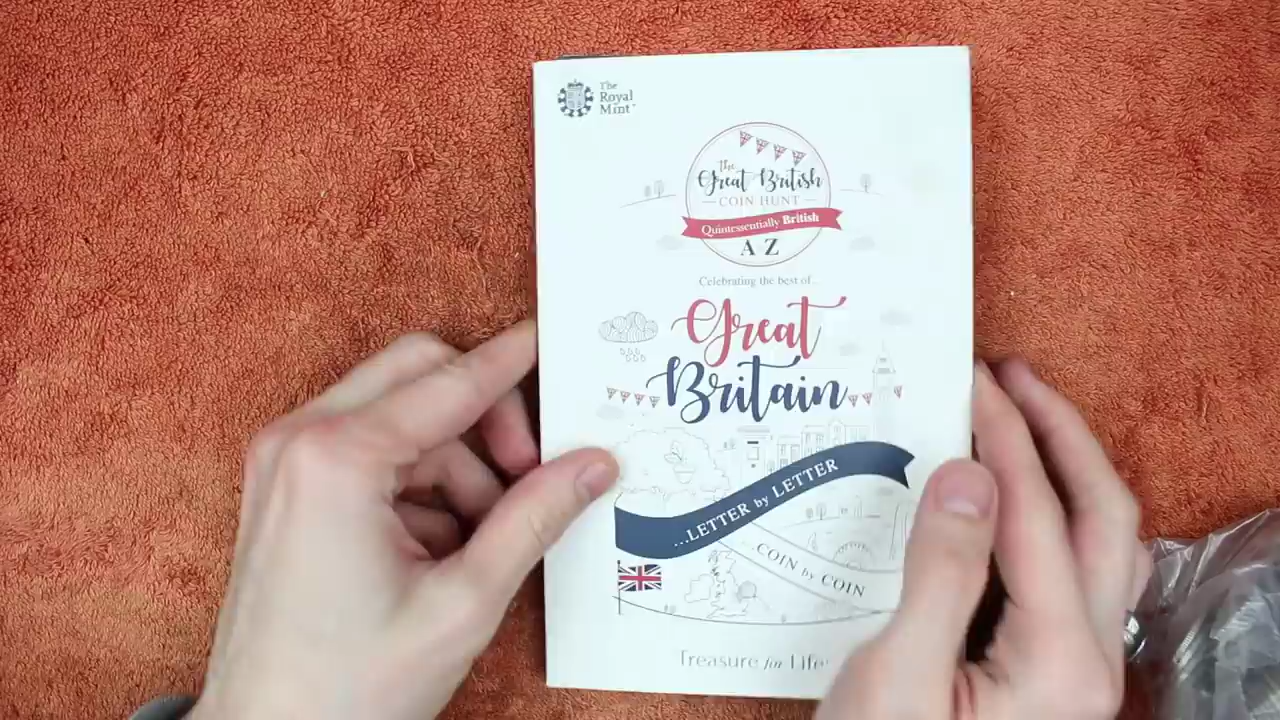 The
Royal
Mint
The
Great British
COIN HUNT
Quintessentially British
A Z
Celebrating the best of...
Great
Britain
...LETTER by LETTER
...COIN by COIN
Treasure for Life